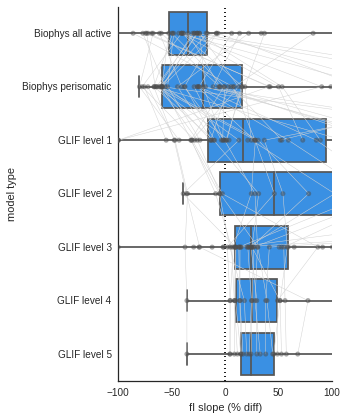 Biophys all active
Biophys perisomatic
GLIF level 1
GLIF level 2
GLIF level 3
GLIF level 4
GLIF level 5
model type
−100 −50 0 50 100
fI slope (% diff)